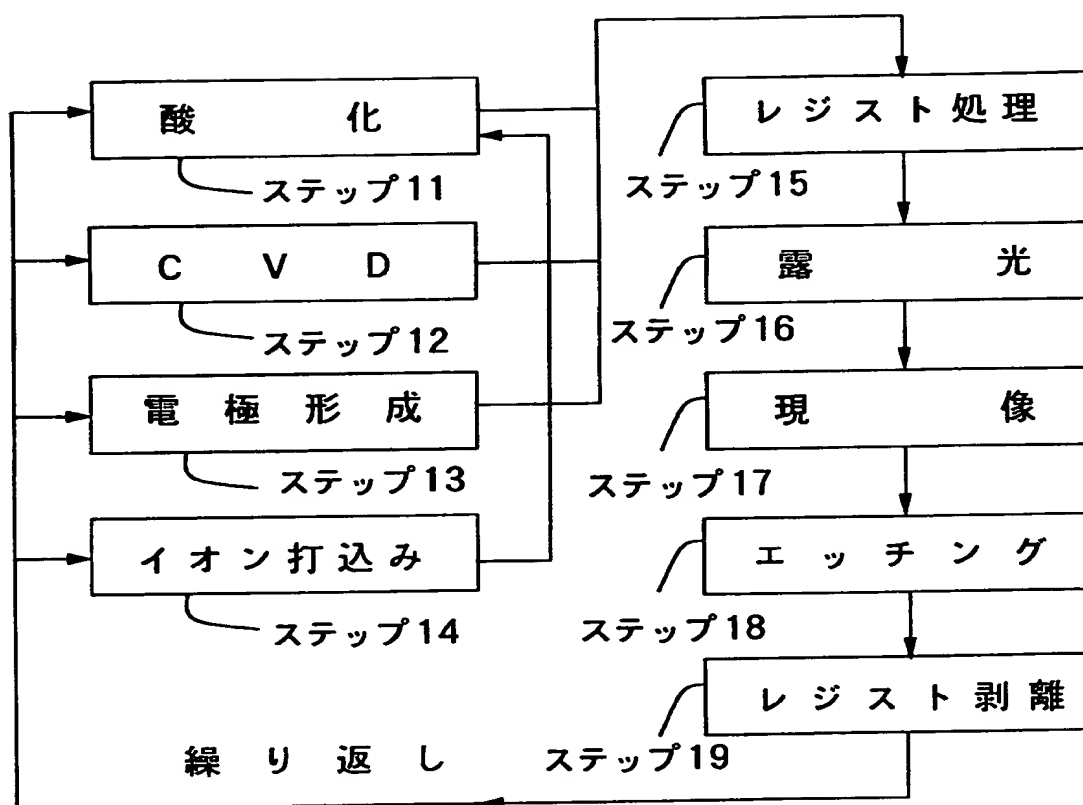 酸化
ステップ11
CVD
ステップ12
電極形成
ステップ13
イオン打込み
ステップ14
レジスト処理
ステップ15
露光
ステップ16
現像
ステップ17
エッチング
ステップ18
レジスト剥離
ステップ19
繰り返し